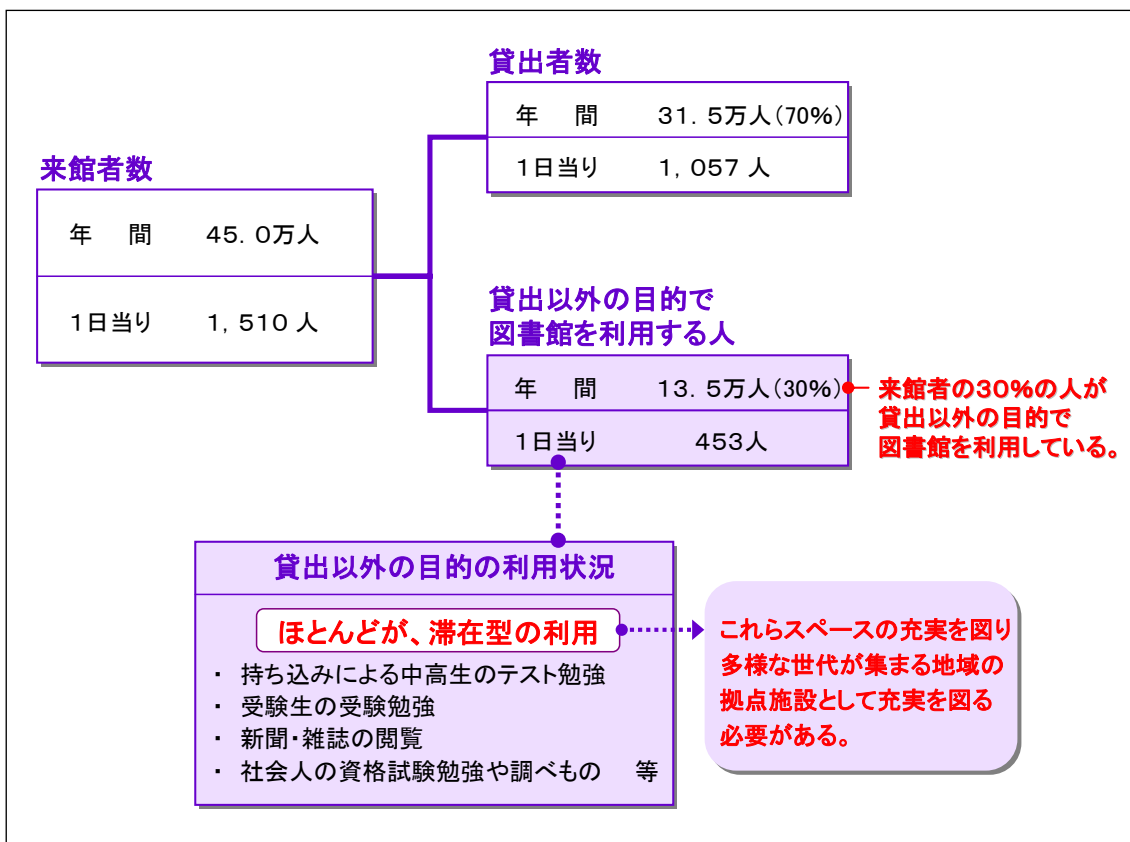 貸出者数
年　間　31．5万人（70%）
1日当り　1，057 人
来館者数
年　間　45．0万人
1日当り　1，510 人
貸出以外の目的で
図書館を利用する人
年　間　13．5万人（30%）
1日当り　453人
来館者の30%の人が
貸出以外の目的で
図書館を利用している。
貸出以外の目的の利用状況
ほとんどが、滞在型の利用
・ 持ち込みによる中高生のテスト勉強
・ 受験生の受験勉強
・ 新聞・雑誌の閲覧
・ 社会人の資格試験勉強や調べもの　等
これらスペースの充実を図り
多様な世代が集まる地域の
拠点施設として充実を図る
必要がある。